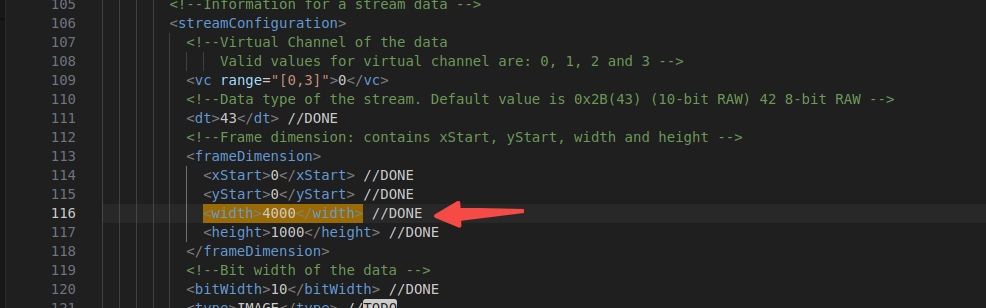 105 <!--Information for a stream data -->
106 <streamConfiguration>
107 <!--Virtual Channel of the data
108 Valid values for virtual channel are: 0, 1, 2 and 3 -->
109 <vc range="[0,3]">0</vc>
110 <!--Data type of the stream. Default value is 0x2B(43) (10-bit RAW) 42 8-bit RAW -->
111 <dt>43</dt> //DONE
112 <!--Frame dimension: contains xStart, yStart, width and height -->
113 <frameDimension>
114 <xStart>0</xStart> //DONE
115 <yStart>0</yStart> //DONE
116 <width>4000</width> //DONE
117 <height>1000</height> //DONE
118 </frameDimension>
119 <!--Bit width of the data -->
120 <bitWidth>10</bitWidth> //DONE
121 <type>IMAGE</type> //TODO